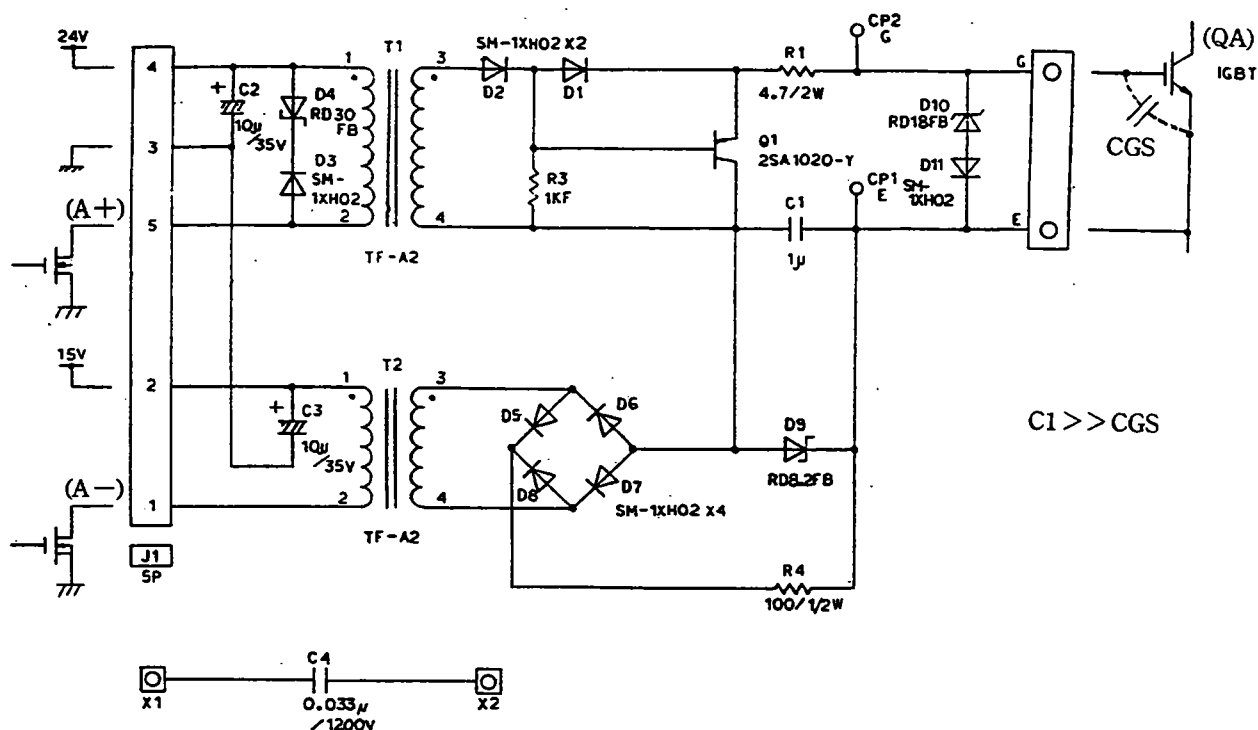 24V
4
3
(A+)
5
15V
2
(A-)
1
J1
5P
+ C2
10μ
/35V
D4
RD30
FB
D3
SM-
1XH02
1 T1 3
2 4
TF-A2
SM-1XH02 X2
D2 D1
R3
1KF
R1
4.7/2W
Q1
2SA1020-Y
C1
1μ
CP2
G
CP1
E
D10
RD18FB
D11
SM-
1XH02
G
E
(QA)
IGBT
CGS
+ C3
10μ
/35V
1 T2 3
2 4
TF-A2
D5 D6
D8 D7
SM-1XH02 X4
D9
RD8.2FB
R4
100/1/2W
C1>>CGS
C4
X1 X2
0.033μ
/1200V